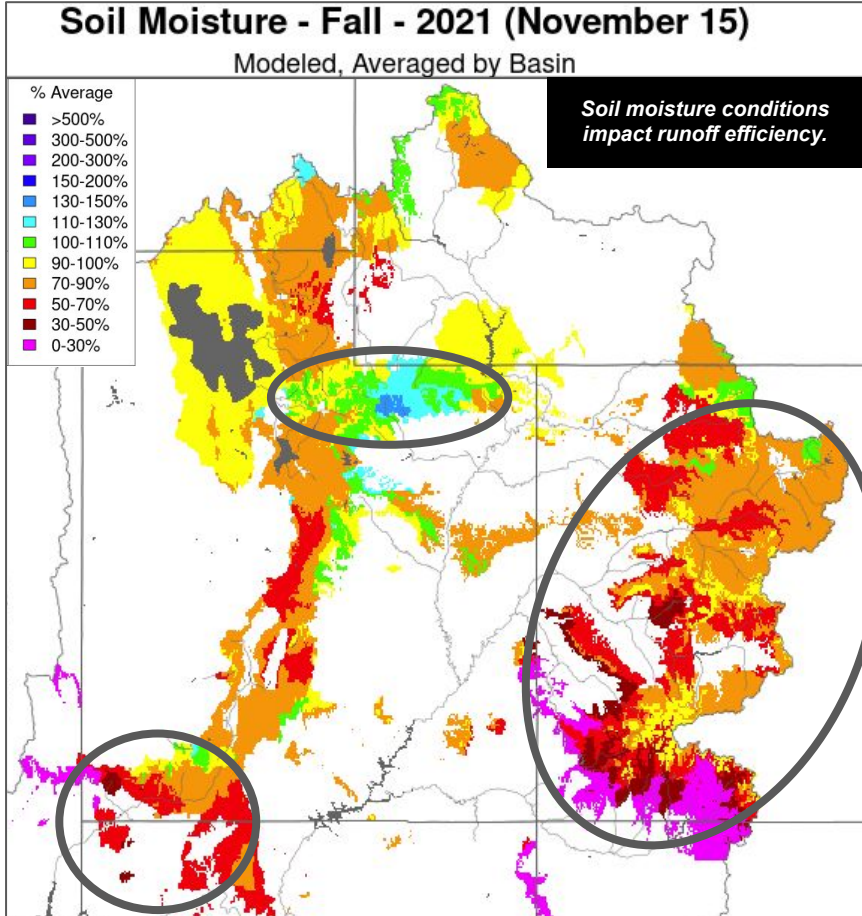 Soil Moisture - Fall - 2021 (November 15)
Modeled, Averaged by Basin
% Average
>500%
300-500%
200-300%
150-200%
130-150%
110-130%
100-110%
90-100%
70-90%
50-70%
30-50%
0-30%
Soil moisture conditions
impact runoff efficiency.